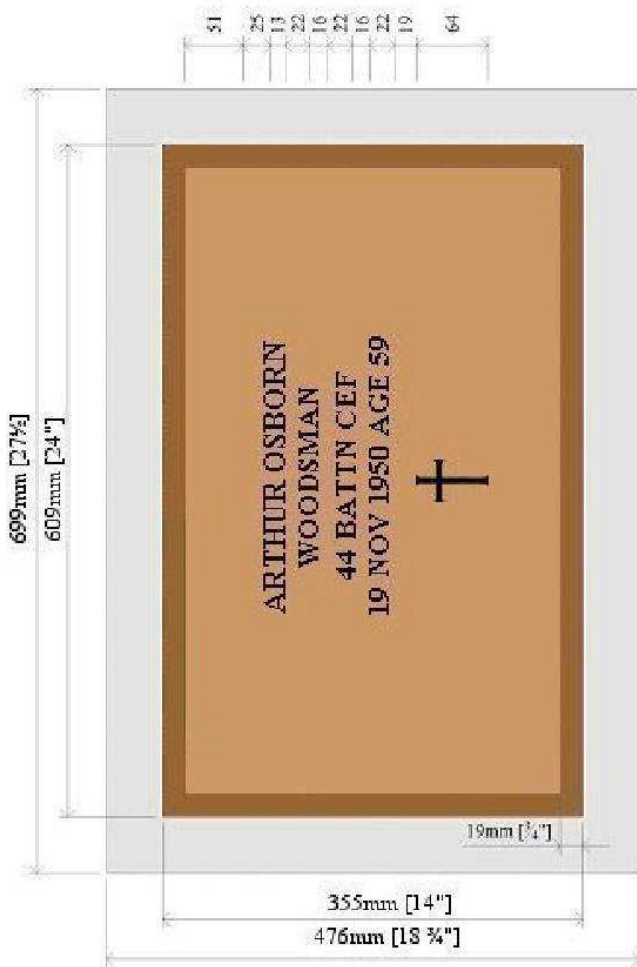 51
25
13
22
16
22
16
22
19
64
699mm [27½]
609mm [24"]
ARTHUR OSBORN
WOODSMAN
44 BATTN CEF
19 NOV 1950 AGE 59
19mm [¾"]
355mm [14"]
476mm [18 ¾"]